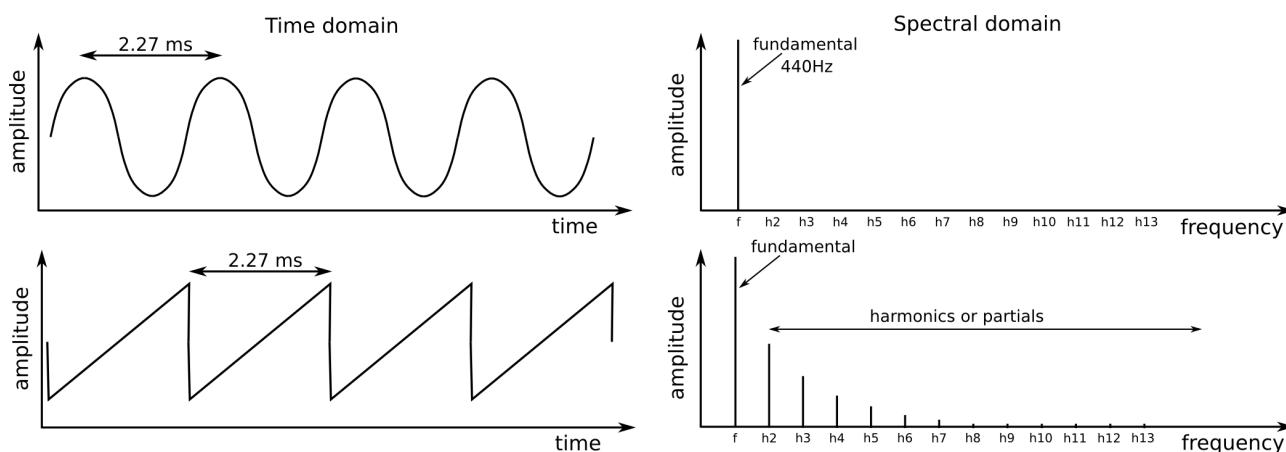 Time domain
2.27 ms
amplitude
time
Spectral domain
fundamental
440Hz
amplitude
f h2 h3 h4 h5 h6 h7 h8 h9 h10 h11 h12 h13
frequency
2.27 ms
amplitude
time
fundamental
harmonics or partials
amplitude
f h2 h3 h4 h5 h6 h7 h8 h9 h10 h11 h12 h13
frequency